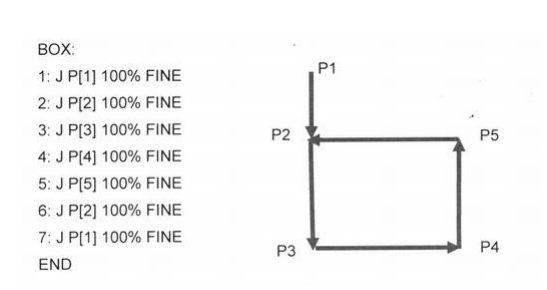 BOX:
1: J P[1] 100% FINE
2: J P[2] 100% FINE
3: J P[3] 100% FINE
4: J P[4] 100% FINE
5: J P[5] 100% FINE
6: J P[2] 100% FINE
7: J P[1] 100% FINE
END
P1
P2
P5
P3
P4